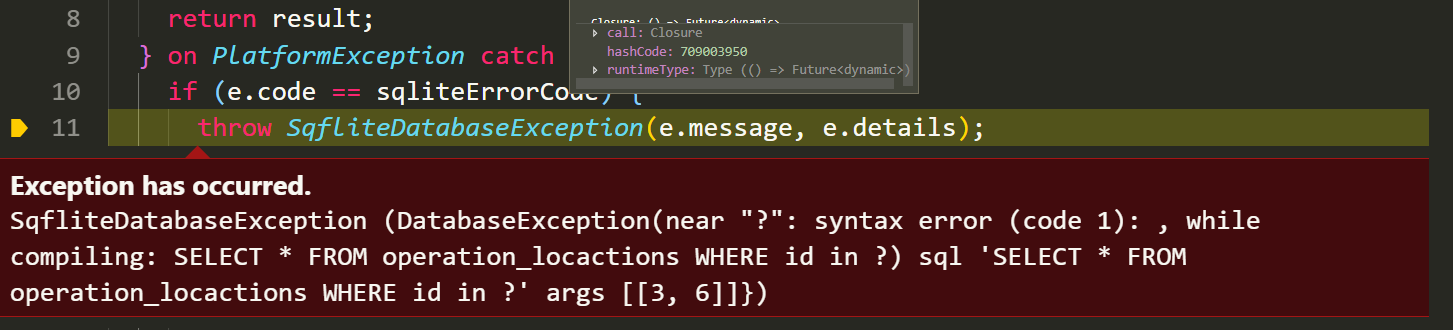 Closure: () => Future<dynamic>
8 return result;
call: Closure
9 } on PlatformException catch
hashCode: 709003950
runtimeType: Type (() => Future<dynamic>)
10 if (e.code == sqliteErrorCode) {
11 throw SqfliteDatabaseException(e.message, e.details);
Exception has occurred.
SqfliteDatabaseException (DatabaseException(near "?": syntax error (code 1): , while
compiling: SELECT * FROM operation_locactions WHERE id in ?) sql 'SELECT * FROM
operation_locactions WHERE id in ?' args [[3, 6]]})